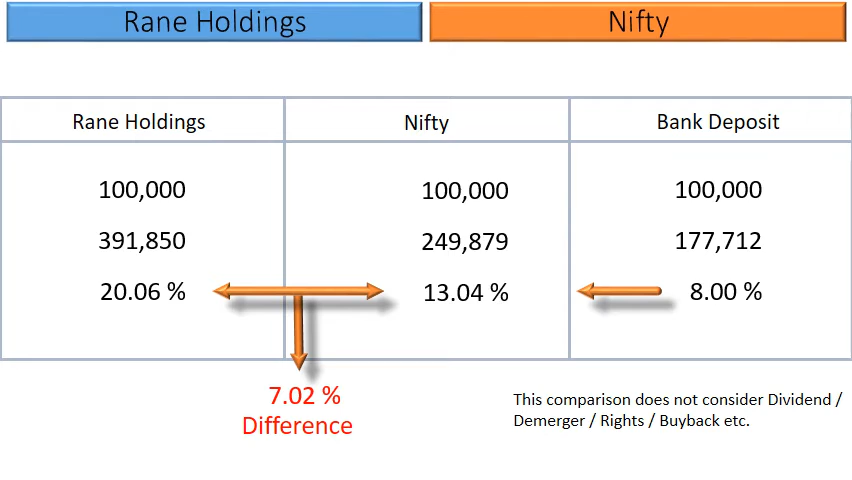 Rane Holdings
Nifty
Rane Holdings
Nifty
Bank Deposit
100,000
100,000
100,000
391,850
249,879
177,712
20.06 %
13.04 %
8.00 %
7.02 %
Difference
This comparison does not consider Dividend /
Demerger / Rights / Buyback etc.